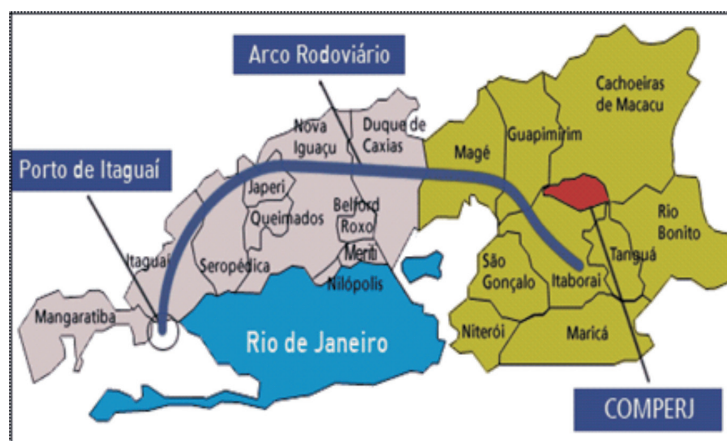 Arco Rodoviário
Porto de Itaguaí
Cachoeiras
de Macacu
Nova
Iguaçu
Duque de
Caxias
Magé
Guapimirim
Japeri
Queimados
Belford
Roxo
Meriti
Nilópolis
Itaguaí
Seropédica
Mangaratiba
Rio de Janeiro
São
Gonçalo
Itaborai
Tanguá
Rio
Bonito
Niterói
Maricá
COMPERJ